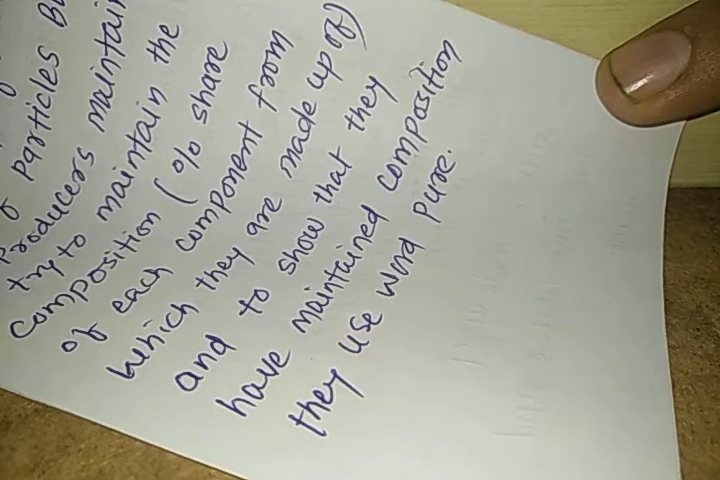 of particles
producers maintain
try to maintain the
composition (% share
of each component from
which they are made up of)
and to show that they
have maintained composition
they use word pure.